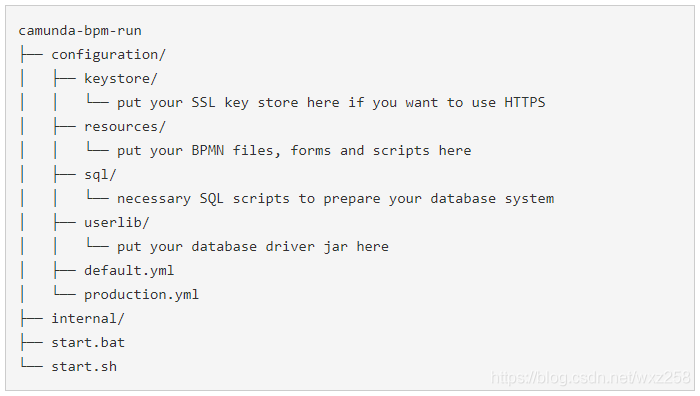 camunda-bpm-run
├── configuration/
│   ├── keystore/
│   │   └── put your SSL key store here if you want to use HTTPS
│   ├── resources/
│   │   └── put your BPMN files, forms and scripts here
│   ├── sql/
│   │   └── necessary SQL scripts to prepare your database system
│   ├── userlib/
│   │   └── put your database driver jar here
│   ├── default.yml
│   └── production.yml
├── internal/
├── start.bat
└── start.sh
https://blog.csdn.net/wxz258